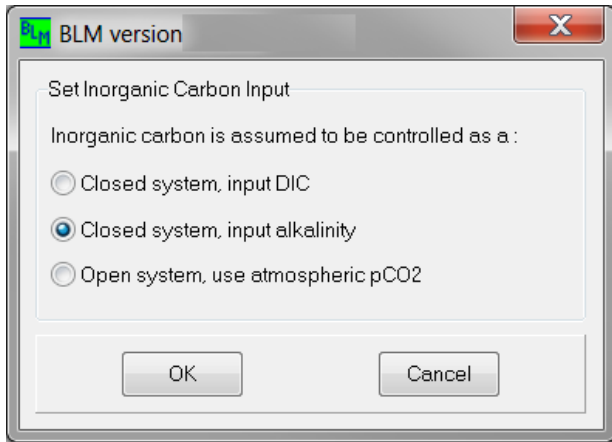 BLM
BLM version
X
Set Inorganic Carbon Input
Inorganic carbon is assumed to be controlled as a :
Closed system, input DIC
Closed system, input alkalinity
Open system, use atmospheric pCO2
OK
Cancel